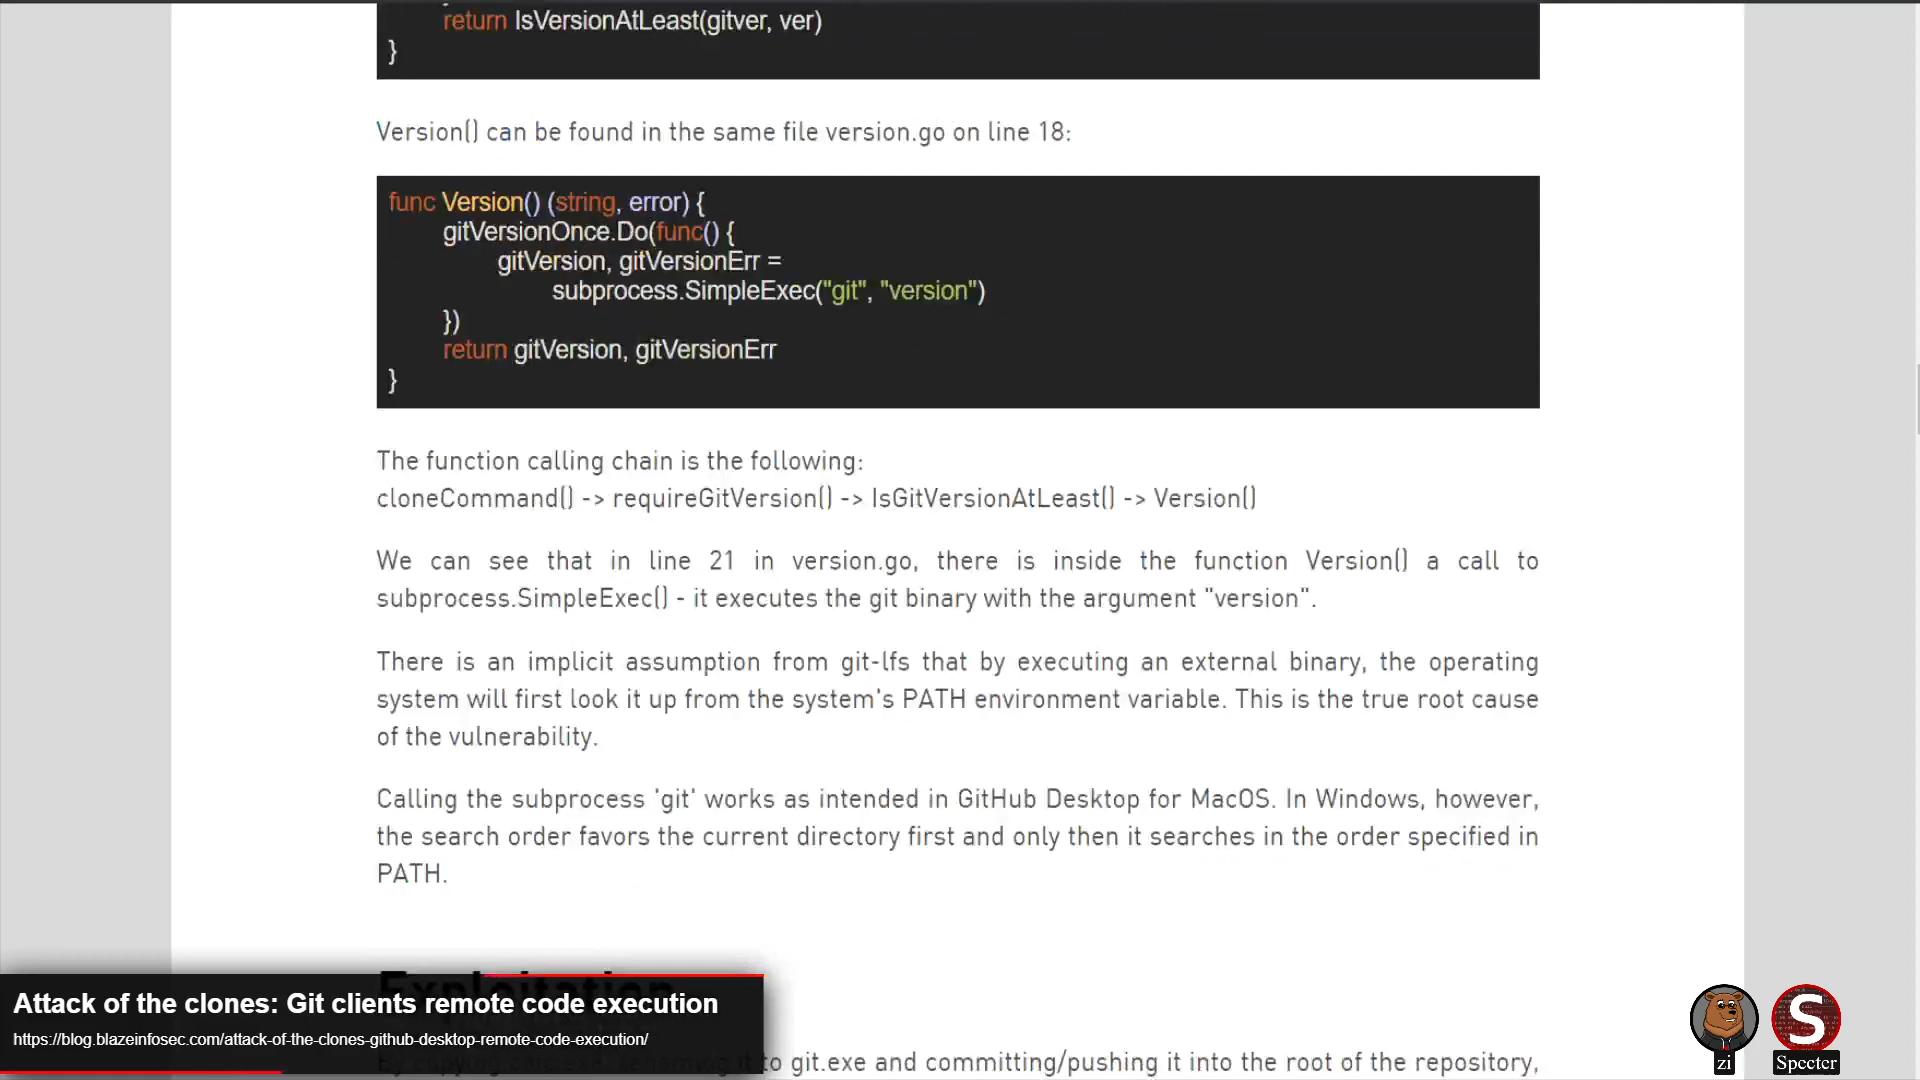 return IsVersionAtLeast(gitver, ver)
}
Version() can be found in the same file version.go on line 18:
func Version() (string, error) {
gitVersionOnce.Do(func() {
gitVersion, gitVersionErr =
subprocess.SimpleExec("git", "version")
})
return gitVersion, gitVersionErr
}
The function calling chain is the following:
cloneCommand() -> requireGitVersion() -> IsGitVersionAtLeast() -> Version()
We can see that in line 21 in version.go, there is inside the function Version() a call to
subprocess.SimpleExec() - it executes the git binary with the argument "version".
There is an implicit assumption from git-lfs that by executing an external binary, the operating
system will first look it up from the system's PATH environment variable. This is the true root cause
of the vulnerability.
Calling the subprocess 'git' works as intended in GitHub Desktop for MacOS. In Windows, however,
the search order favors the current directory first and only then it searches in the order specified in
PATH.
Exploitation
Attack of the clones: Git clients remote code execution
https://blog.blazeinfosec.com/attack-of-the-clones-github-desktop-remote-code-execution/
to git.exe and committing/pushing it into the root of the repository,
zi
Specter